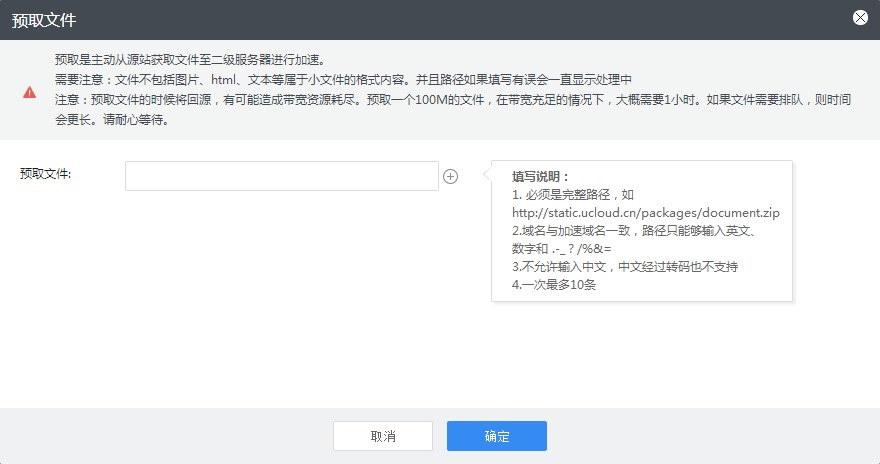 预取文件
预取是主动从源站获取文件至二级服务器进行加速。
需要注意：文件不包括图片、html、文本等属于小文件的格式内容。并且路径如果填写有误会一直显示处理中
注意：预取文件的时候将回源，有可能造成带宽资源耗尽。预取一个100M的文件，在带宽充足的情况下，大概需要1小时。如果文件需要排队，则时间
会更长。请耐心等待。
预取文件:
填写说明：
1. 必须是完整路径，如
http://static.ucloud.cn/packages/document.zip
2.域名与加速域名一致，路径只能够输入英文、
数字和 .-_ ? /%&=
3.不允许输入中文，中文经过转码也不支持
4.一次最多10条
取消
确定